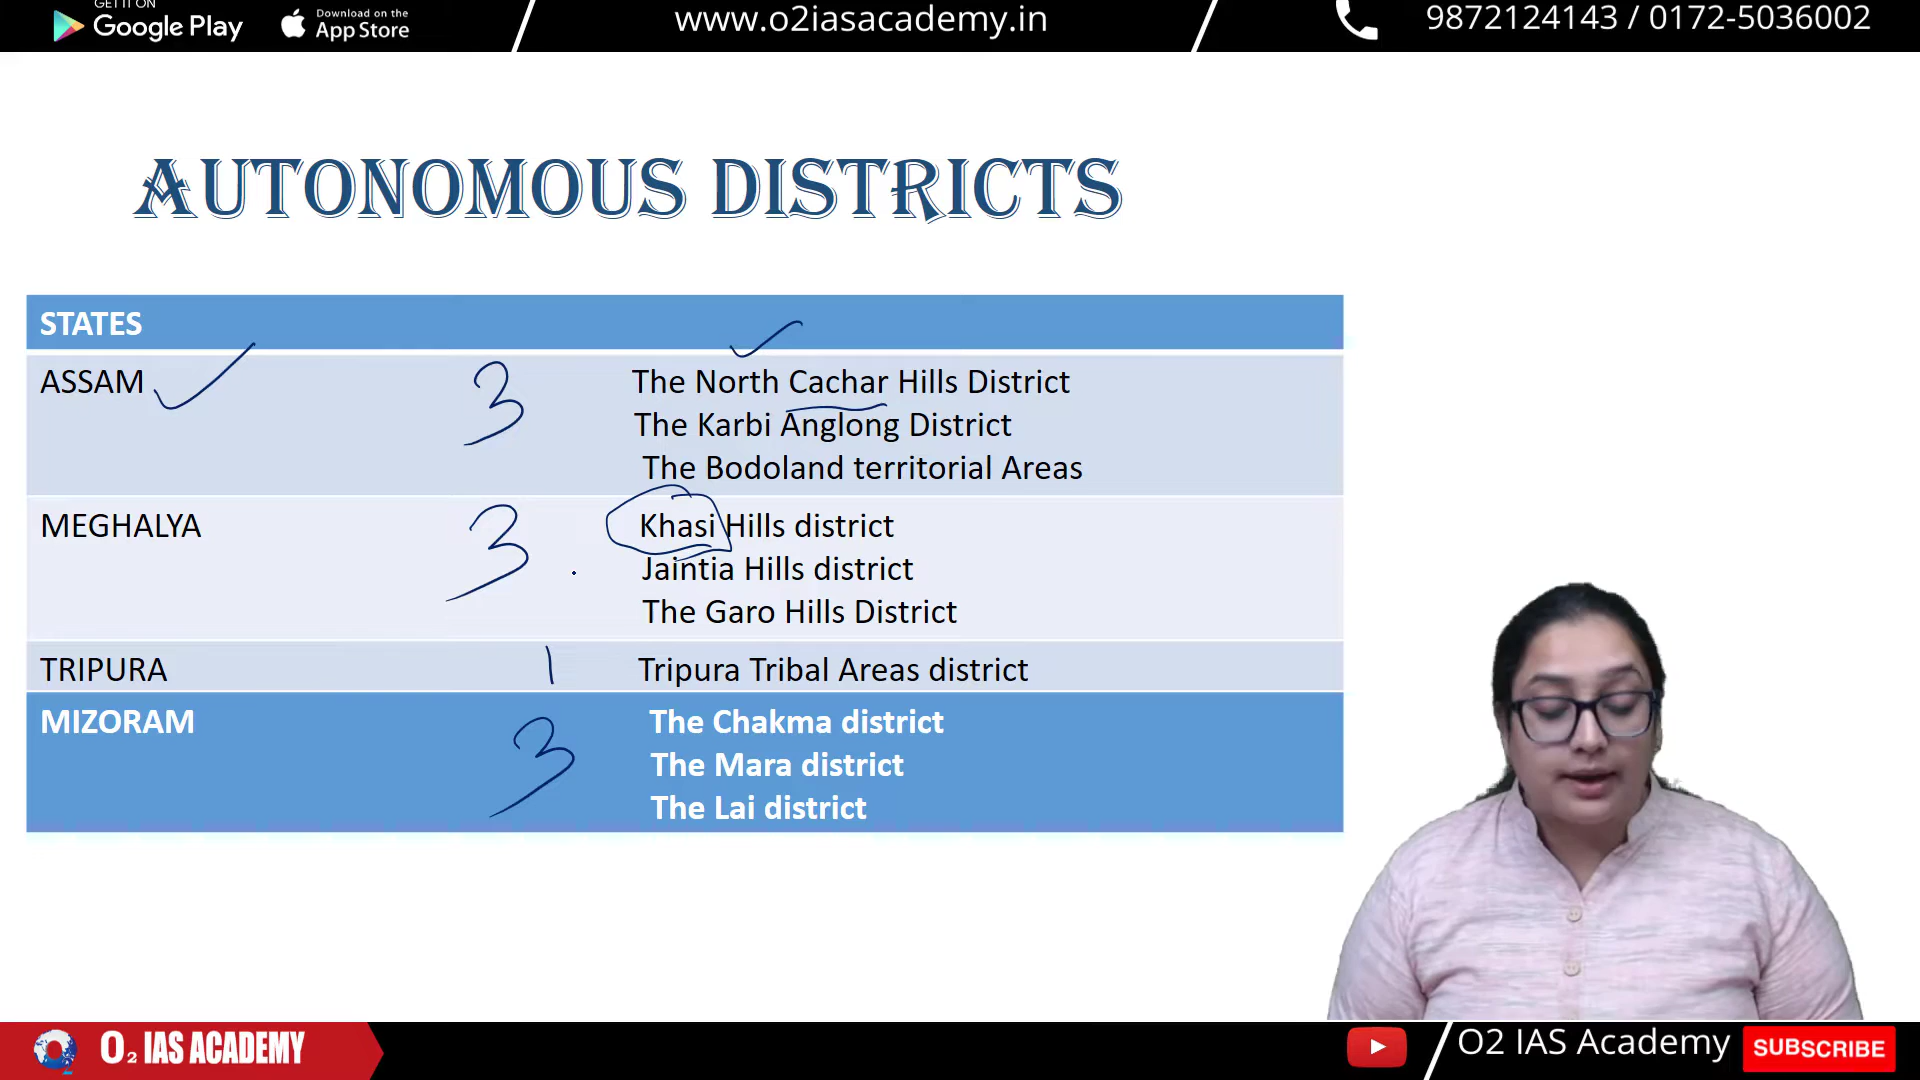 GET IT ON
Google Play
Download on the
App Store
www.o2iasacademy.in
9872124143 / 0172-5036002
AUTONOMOUS DISTRICTS
STATES
ASSAM
3
The North Cachar Hills District
The Karbi Anglong District
The Bodoland territorial Areas
MEGHALYA
3
Khasi Hills district
Jaintia Hills district
The Garo Hills District
TRIPURA
1
Tripura Tribal Areas district
MIZORAM
3
The Chakma district
The Mara district
The Lai district
O2 IAS ACADEMY
O2 IAS Academy
SUBSCRIBE